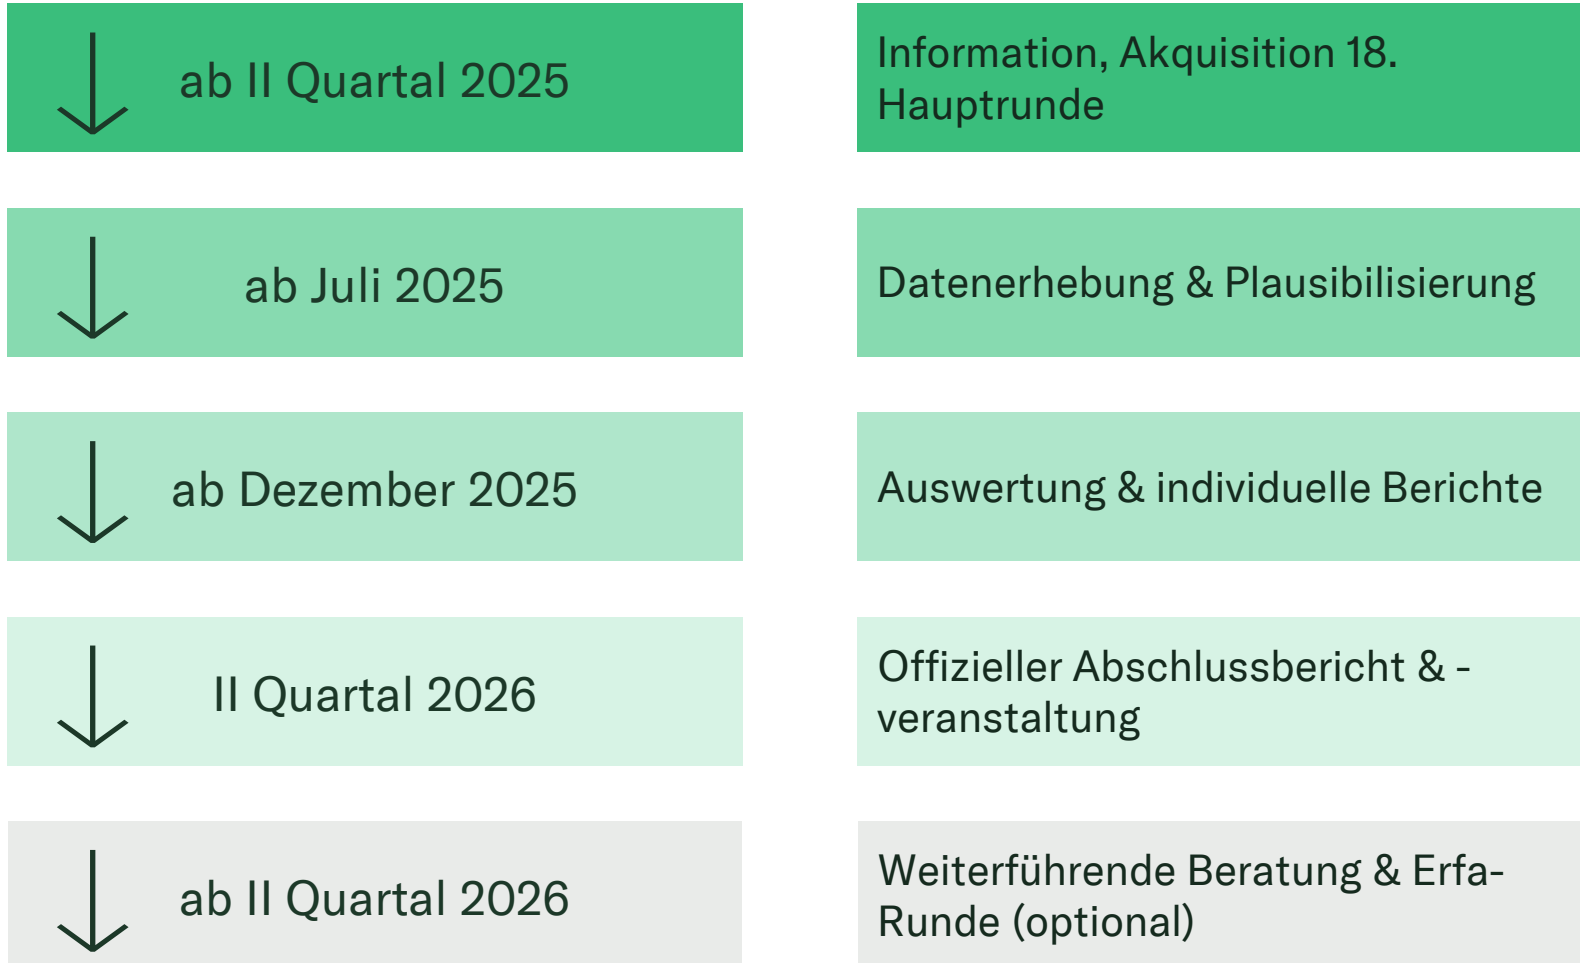 ab II Quartal 2025
Information, Akquisition 18.
Hauptrunde
ab Juli 2025
Datenerhebung & Plausibilisierung
ab Dezember 2025
Auswertung & individuelle Berichte
II Quartal 2026
Offizieller Abschlussbericht & -
veranstaltung
ab II Quartal 2026
Weiterführende Beratung & Erfa-
Runde (optional)